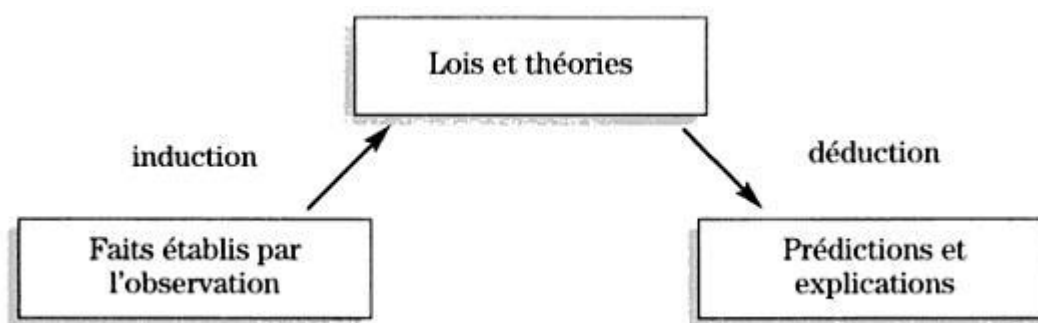 Lois et théories
induction
déduction
Faits établis par
l'observation
Prédictions et
explications